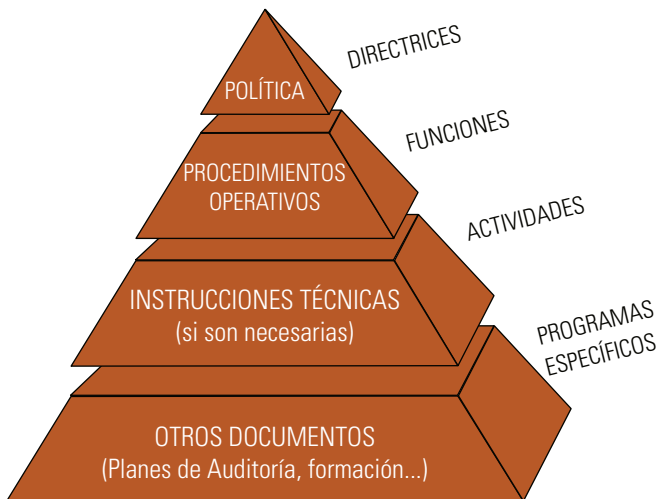 POLÍTICA
DIRECTRICES
PROCEDIMIENTOS
OPERATIVOS
FUNCIONES
INSTRUCCIONES TÉCNICAS
(si son necesarias)
ACTIVIDADES
OTROS DOCUMENTOS
(Planes de Auditoría, formación...)
PROGRAMAS
ESPECÍFICOS